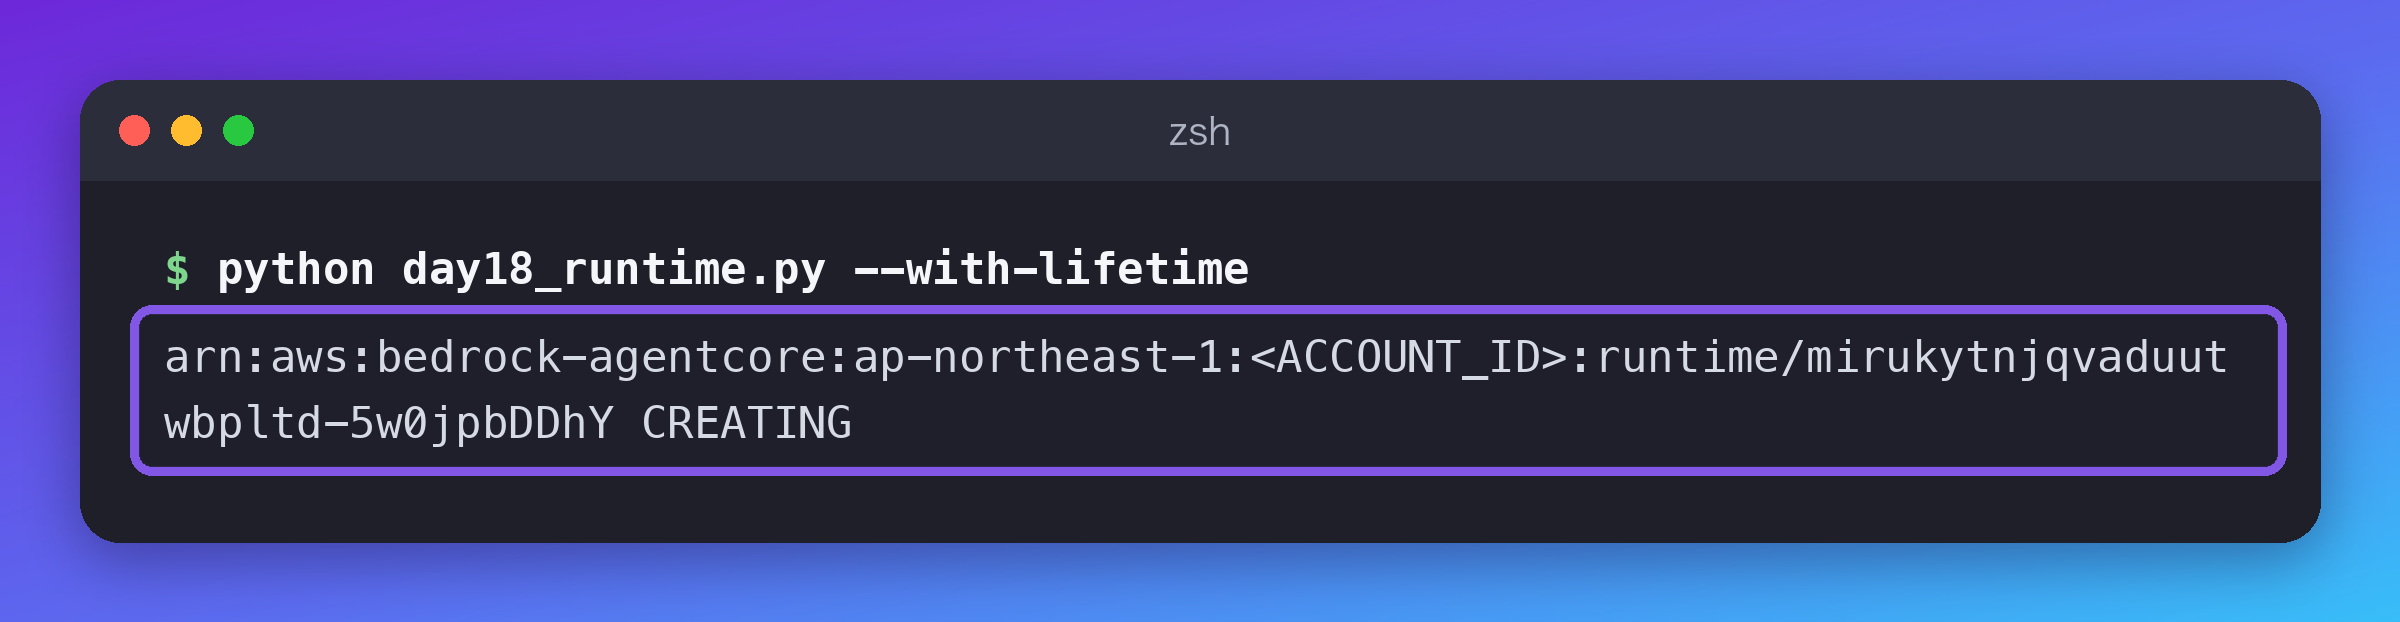 zsh
$ python day18_runtime.py --with-lifetime
arn:aws:bedrock-agentcore:ap-northeast-1:<ACCOUNT_ID>:runtime/mirukytnjqvaduut
wbpltd-5w0jpbDDhY CREATING